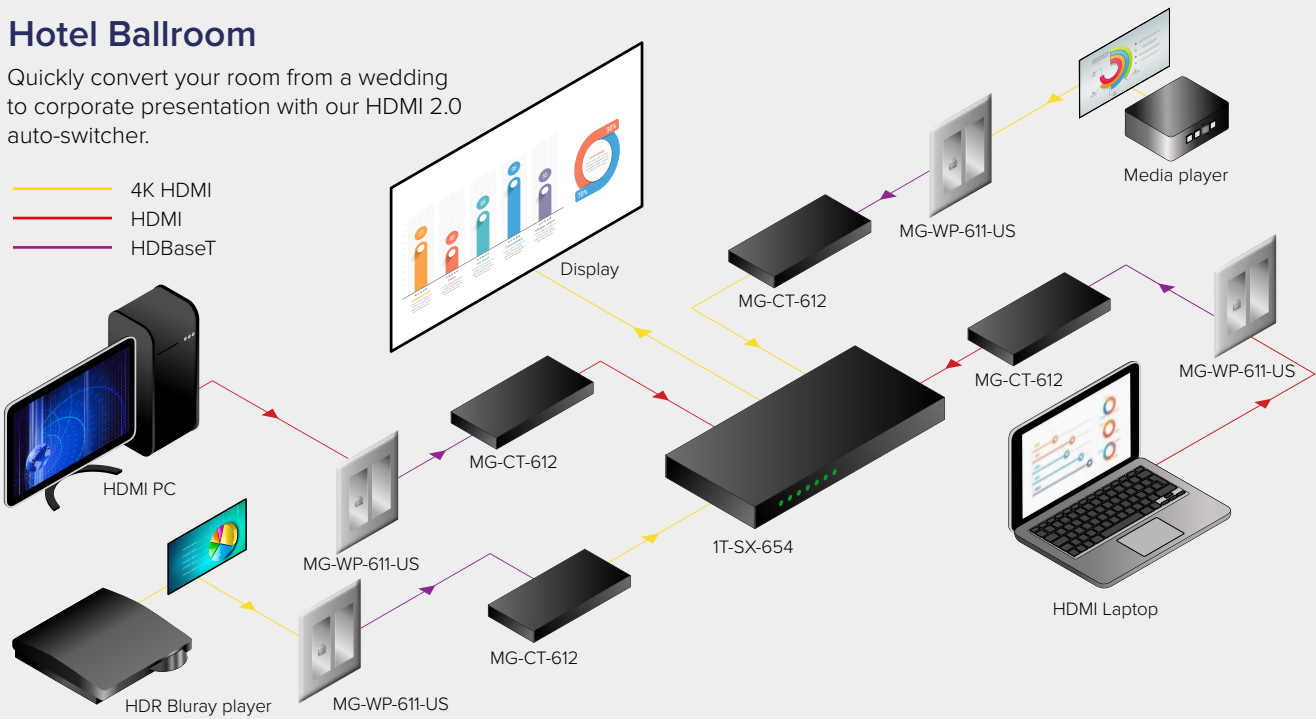 Hotel Ballroom
Quickly convert your room from a wedding
to corporate presentation with our HDMI 2.0
auto-switcher.
4K HDMI
HDMI
HDBaseT
30%
70%
Display
Media player
MG-WP-611-US
MG-CT-612
MG-CT-612
MG-WP-611-US
HDMI PC
MG-CT-612
MG-WP-611-US
1T-SX-654
HDMI Laptop
MG-CT-612
HDR Bluray player
MG-WP-611-US